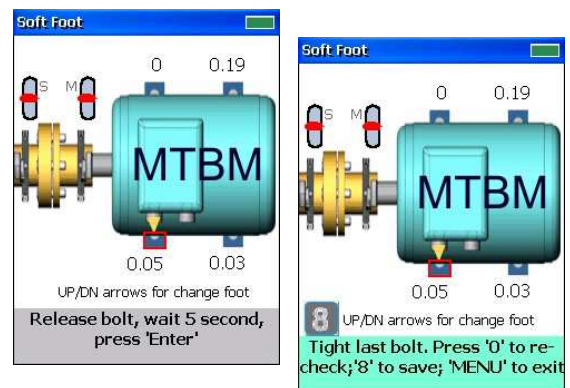 Soft Foot
0 0.19
S M
MTBM
0.05 0.03
UP/DN arrows for change foot
Release bolt, wait 5 second,
press 'Enter'
Soft Foot
0 0.19
S M
MTBM
0.05 0.03
8 UP/DN arrows for change foot
Tight last bolt. Press '0' to re-
check;'8' to save; 'MENU' to exit